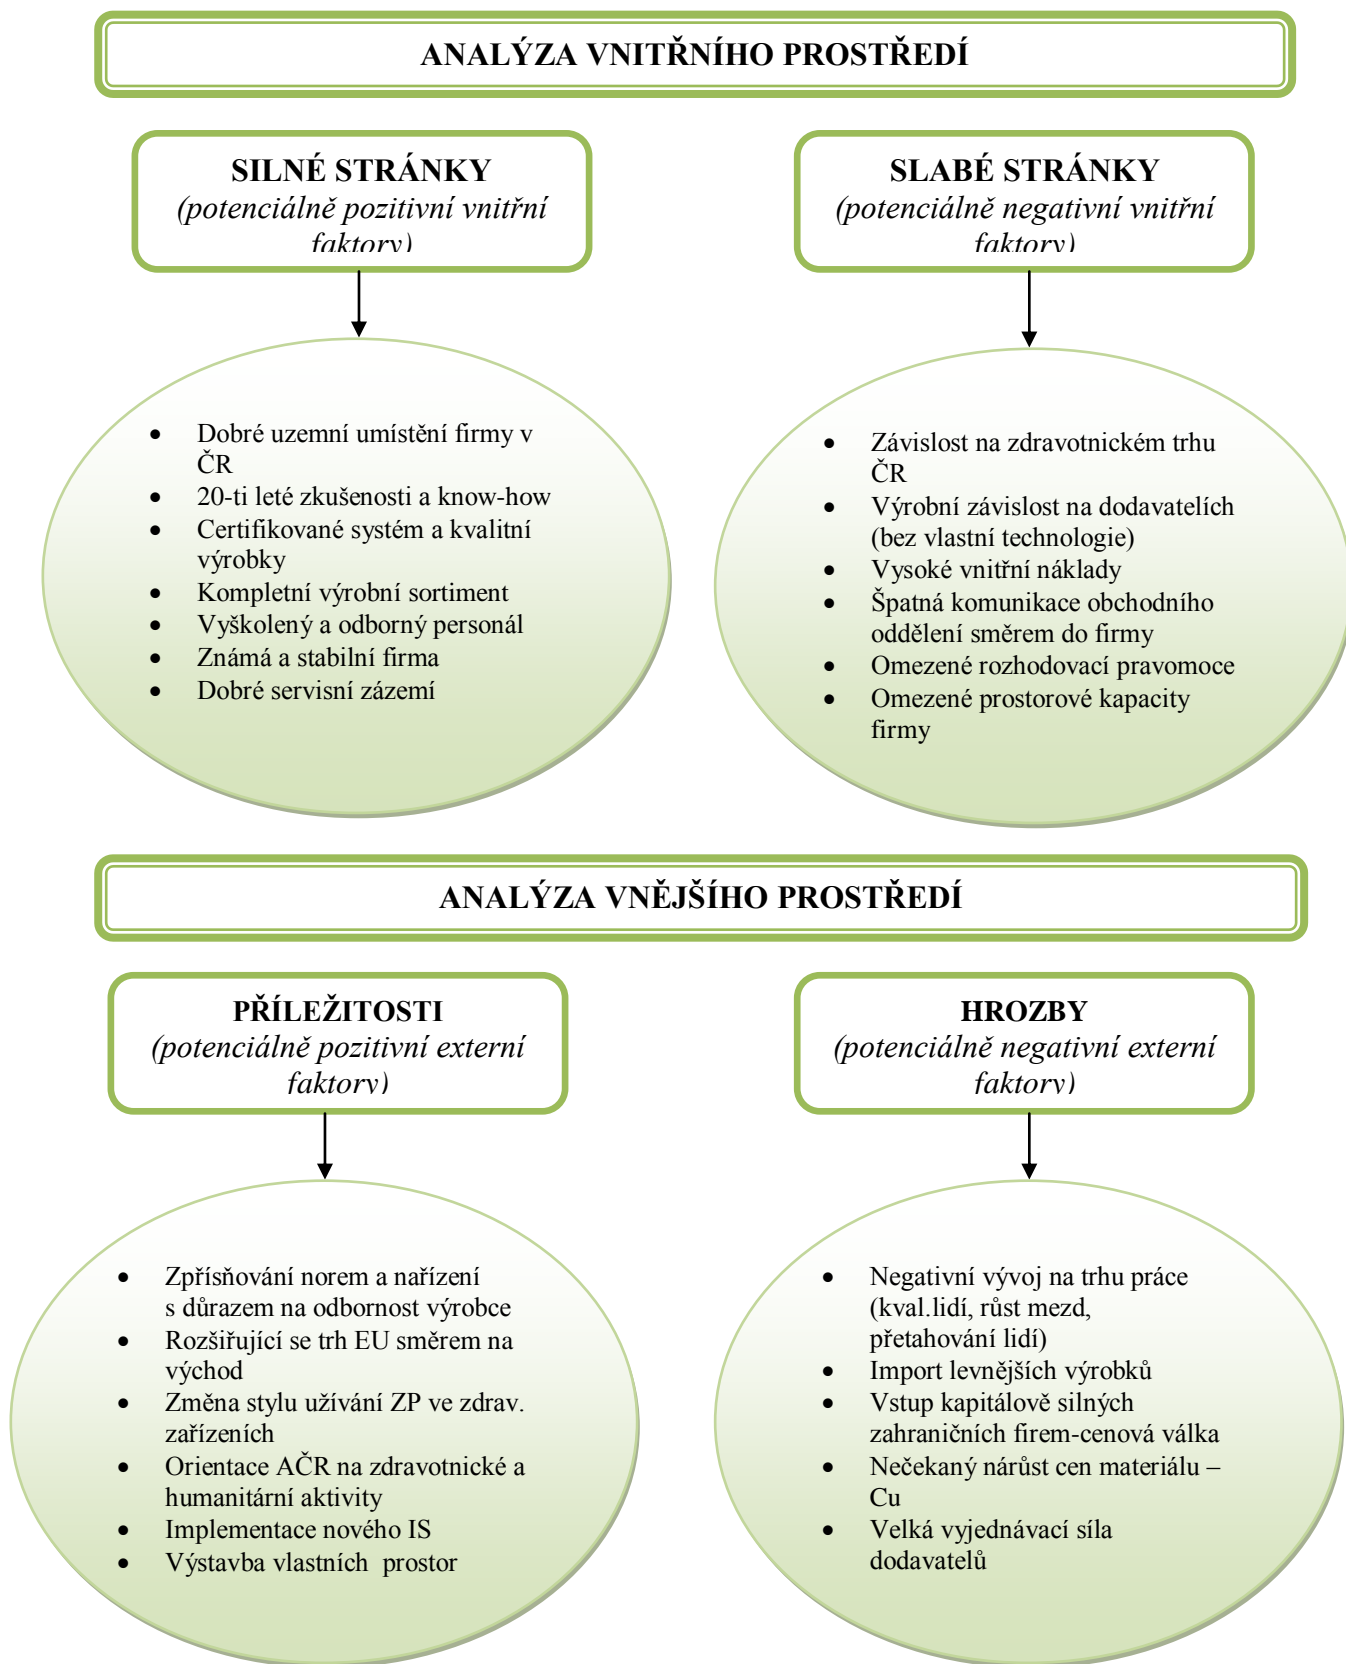 ANALÝZA VNITŘNÍHO PROSTŘEDÍ
SILNÉ STRÁNKY
(potenciálně pozitivní vnitřní
faktory)
• Dobré uzemní umístění firmy v
ČR
• 20-ti leté zkušenosti a know-how
• Certifikované systém a kvalitní
výrobky
• Kompletní výrobní sortiment
• Vyškolený a odborný personál
• Známá a stabilní firma
• Dobré servisní zázemí
SLABÉ STRÁNKY
(potenciálně negativní vnitřní
faktory)
• Závislost na zdravotnickém trhu
ČR
• Výrobní závislost na dodavatelích
(bez vlastní technologie)
• Vysoké vnitřní náklady
• Špatná komunikace obchodního
oddělení směrem do firmy
• Omezené rozhodovací pravomoce
• Omezené prostorové kapacity
firmy
ANALÝZA VNĚJŠÍHO PROSTŘEDÍ
PŘÍLEŽITOSTI
(potenciálně pozitivní externí
faktory)
• Zpřísňování norem a nařízení
s důrazem na odbornost výrobce
• Rozšiřující se trh EU směrem na
východ
• Změna stylu užívání ZP ve zdrav.
zařízeních
• Orientace AČR na zdravotnické a
humanitární aktivity
• Implementace nového IS
• Výstavba vlastních prostor
HROZBY
(potenciálně negativní externí
faktory)
• Negativní vývoj na trhu práce
(kval.lidí, růst mezd,
přetahování lidí)
• Import levnějších výrobků
• Vstup kapitálově silných
zahraničních firem-cenová válka
• Nečekaný nárůst cen materiálu –
Cu
• Velká vyjednávací síla
dodavatelů